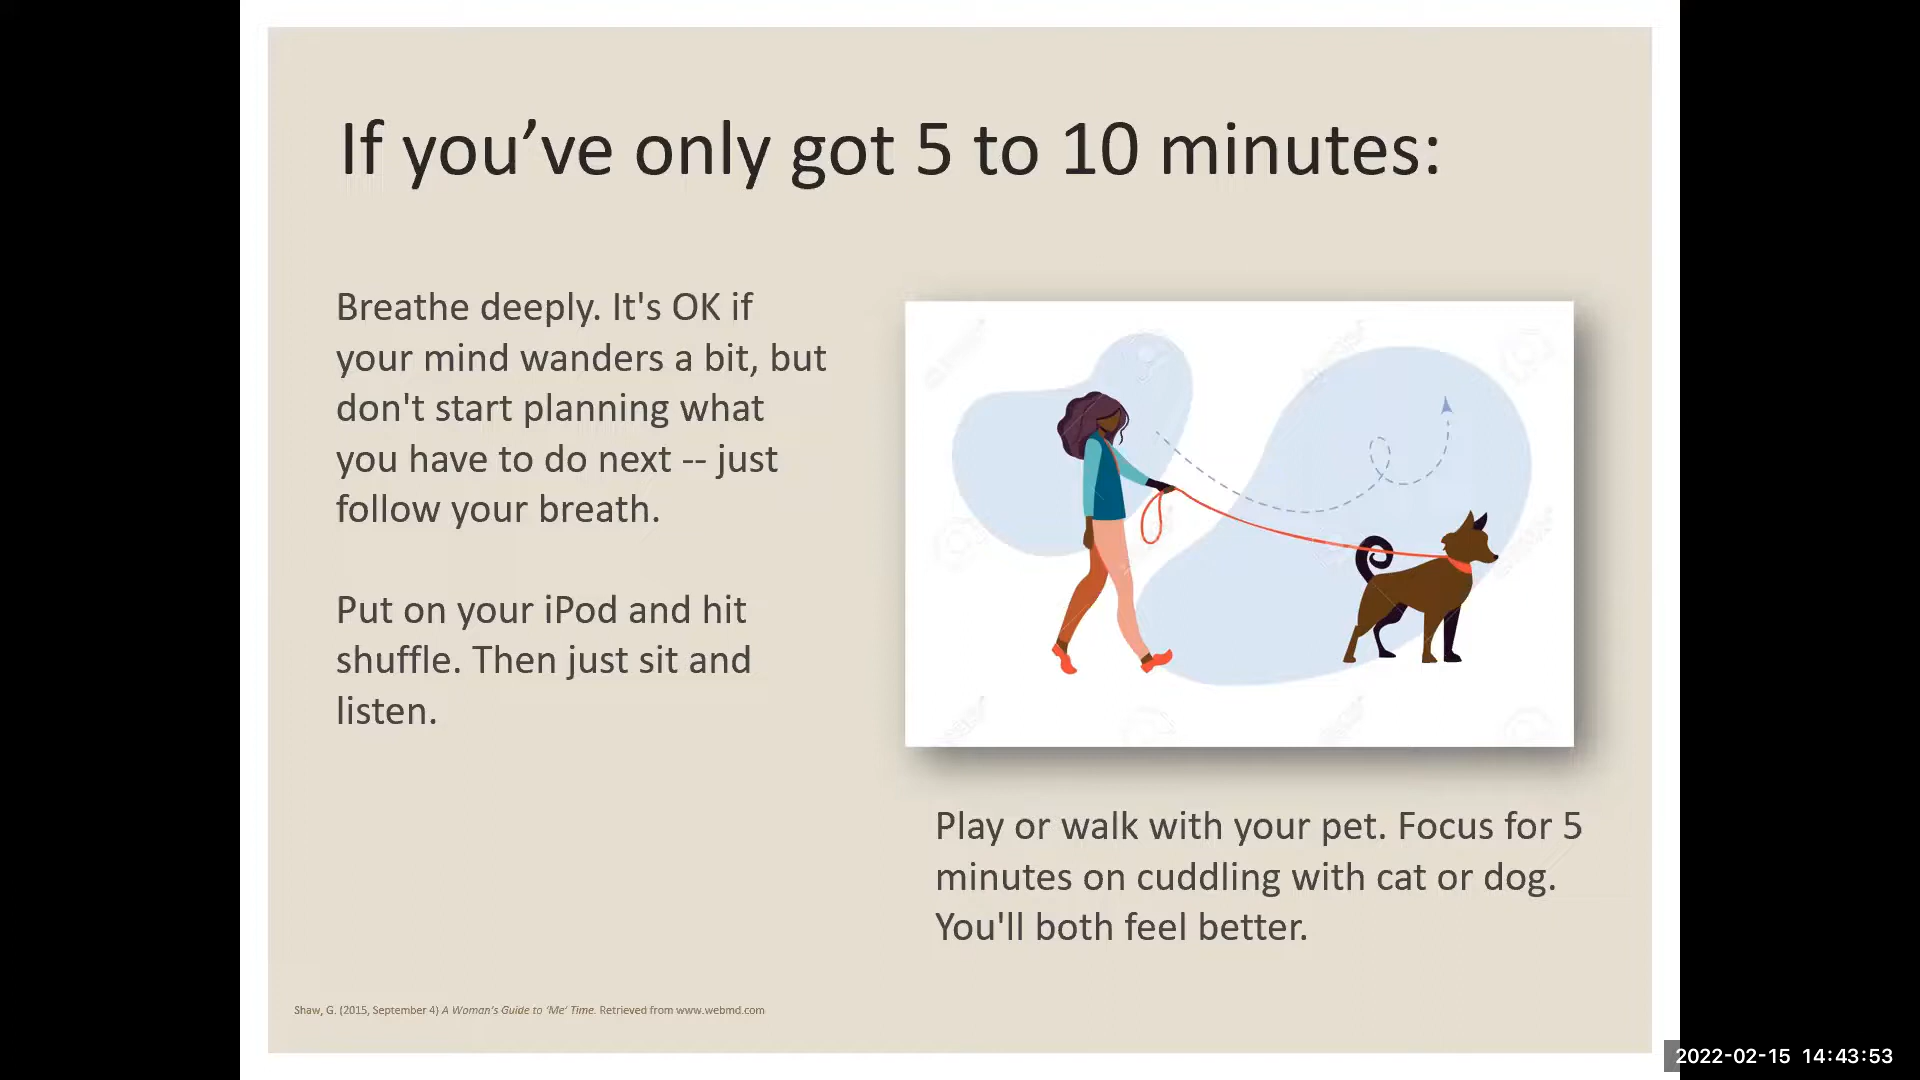 If you’ve only got 5 to 10 minutes:
Breathe deeply. It's OK if
your mind wanders a bit, but
don't start planning what
you have to do next -- just
follow your breath.
Put on your iPod and hit
shuffle. Then just sit and
listen.
Play or walk with your pet. Focus for 5
minutes on cuddling with cat or dog.
You'll both feel better.
Shaw, G. (2015, September 4) A Woman's Guide to 'Me' Time. Retrieved from www.webmd.com
2022-02-15 14:43:53